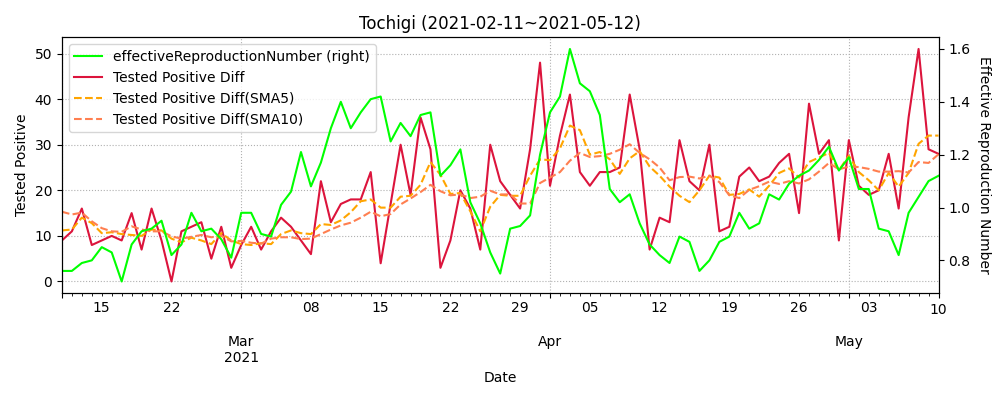 Tochigi (2021-02-11~2021-05-12)
effectiveReproductionNumber (right)
Tested Positive Diff
Tested Positive Diff(SMA5)
Tested Positive Diff(SMA10)
Tested Positive
50
40
30
20
10
0
1.6
1.4
1.2
1.0
0.8
Effective Reproduction Number
15 22 08 15 22 29 05 12 19 26 03 10
Mar Apr May
2021
Date